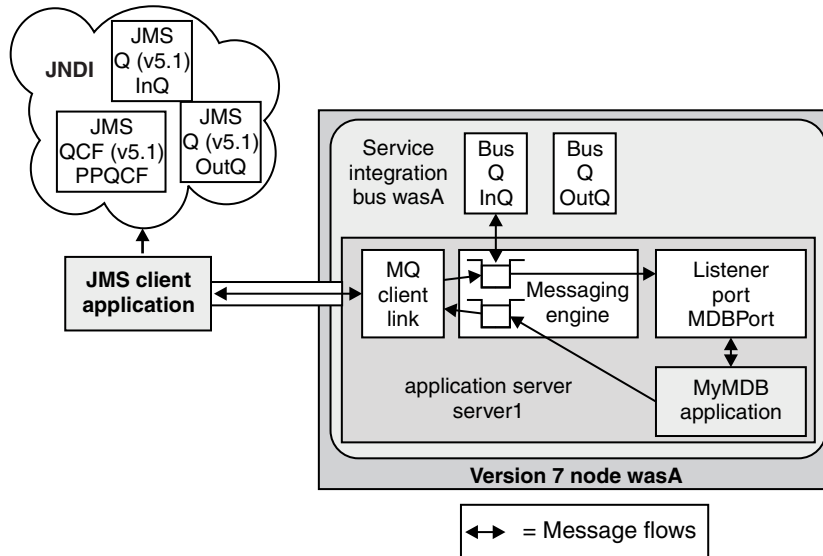 JNDI
JMS
Q (v5.1)
InQ
JMS
QCF (v5.1)
PPQCF
JMS
Q (v5.1)
OutQ
Service
integration
bus wasA
Bus
Q
InQ
Bus
Q
OutQ
JMS client
application
MQ
client
link
Messaging
engine
Listener
port
MDBPort
application server
server1
MyMDB
application
Version 7 node wasA
= Message flows